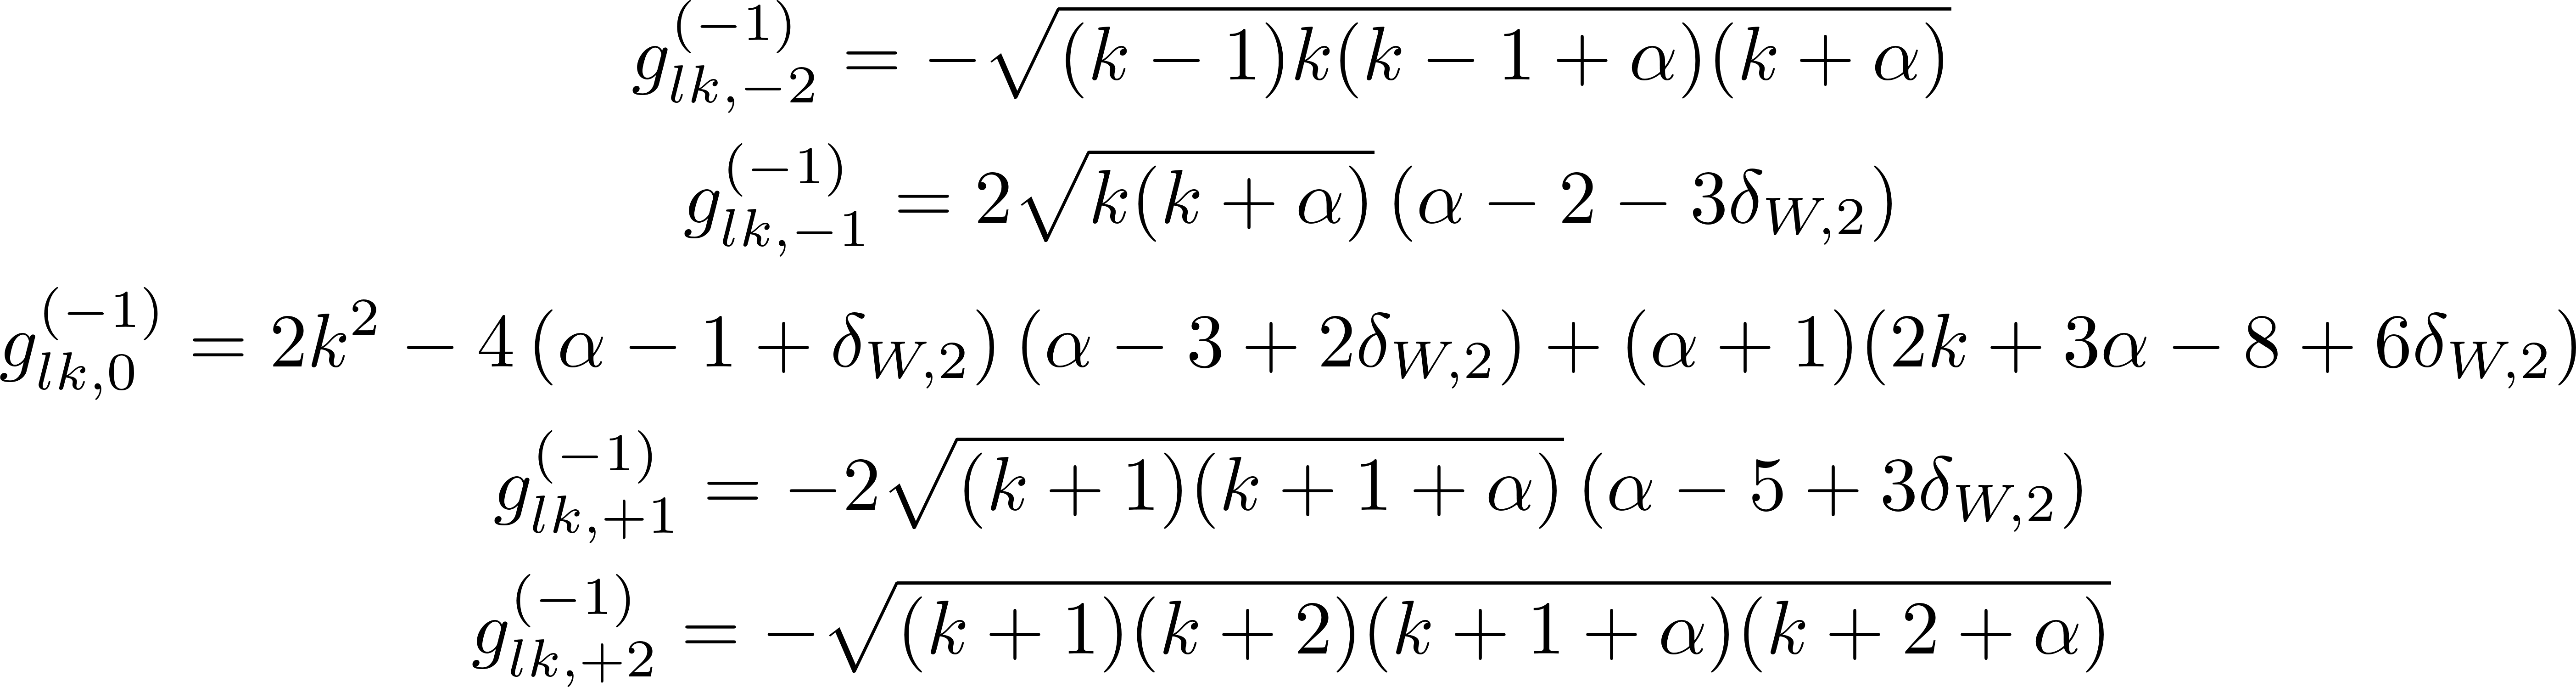 g_{lk,-2}^{(-1)} = -\sqrt{(k-1)k(k-1+\alpha)(k+\alpha)}
g_{lk,-1}^{(-1)} = 2\sqrt{k(k+\alpha)}\,(\alpha-2-3\delta_{W,2})
g_{lk,0}^{(-1)} = 2k^2 - 4(\alpha-1+\delta_{W,2})(\alpha-3+2\delta_{W,2}) + (\alpha+1)(2k+3\alpha-8+6\delta_{W,2})
g_{lk,+1}^{(-1)} = -2\sqrt{(k+1)(k+1+\alpha)}\,(\alpha-5+3\delta_{W,2})
g_{lk,+2}^{(-1)} = -\sqrt{(k+1)(k+2)(k+1+\alpha)(k+2+\alpha)}